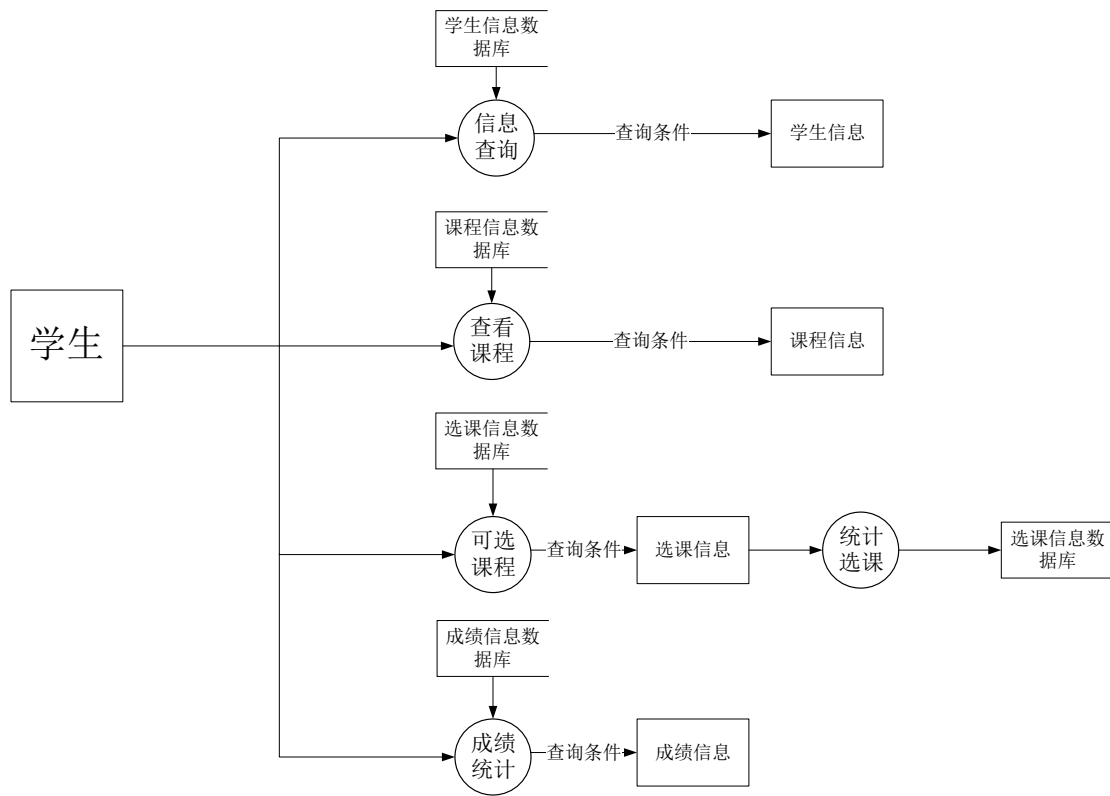 学生信息数
据库
信息
查询
查询条件
学生信息
课程信息数
据库
学生
查看
课程
查询条件
课程信息
选课信息数
据库
可选
课程
查询条件
选课信息
统计
选课
选课信息数
据库
成绩信息数
据库
成绩
统计
查询条件
成绩信息